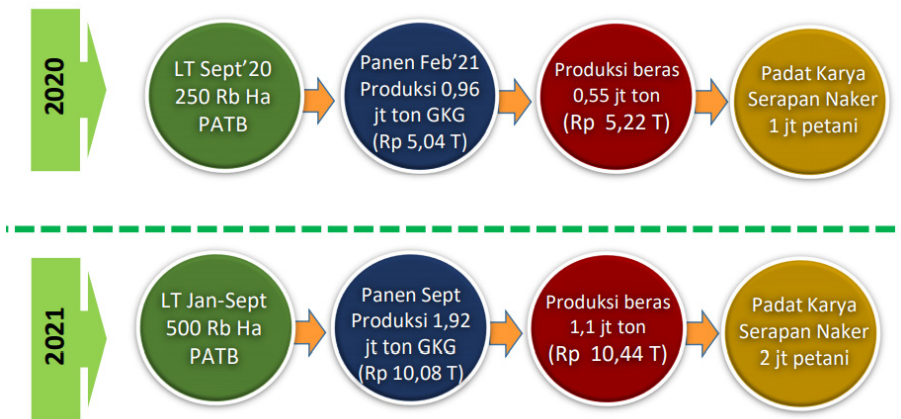 2020
LT Sept’20
250 Rb Ha
PATB
Panen Feb’21
Produksi 0,96
jt ton GKG
(Rp 5,04 T)
Produksi beras
0,55 jt ton
(Rp 5,22 T)
Padat Karya
Serapan Naker
1 jt petani
2021
LT Jan-Sept
500 Rb Ha
PATB
Panen Sept
Produksi 1,92
jt ton GKG
(Rp 10,08 T)
Produksi beras
1,1 jt ton
(Rp 10,44 T)
Padat Karya
Serapan Naker
2 jt petani